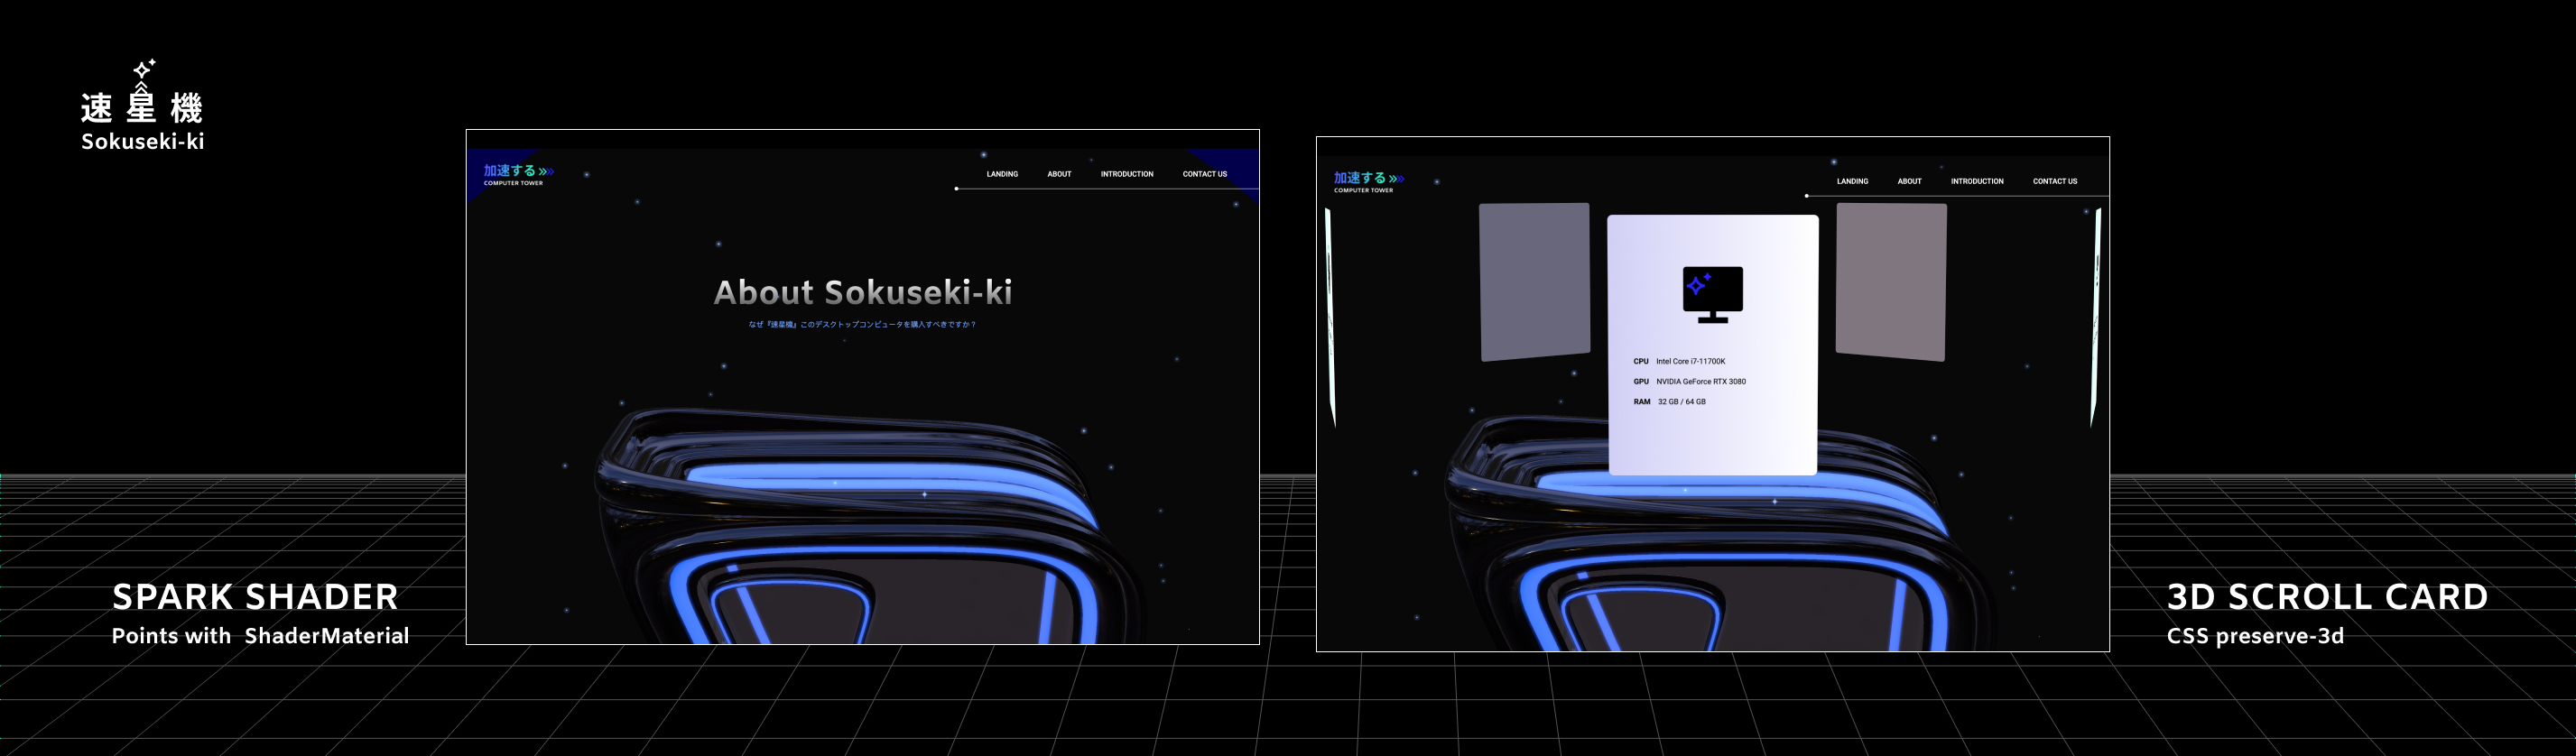 速星機
Sokuseki-ki
加速する
COMPUTER TOWER
LANDING ABOUT INTRODUCTION CONTACT US
About Sokuseki-ki
なぜ『速星機』このデスクトップコンピュータを購入すべきですか？
SPARK SHADER
Points with ShaderMaterial
加速する
COMPUTER TOWER
LANDING ABOUT INTRODUCTION CONTACT US
CPU Intel Core i7-11700K
GPU NVIDIA GeForce RTX 3080
RAM 32 GB / 64 GB
3D SCROLL CARD
CSS preserve-3d